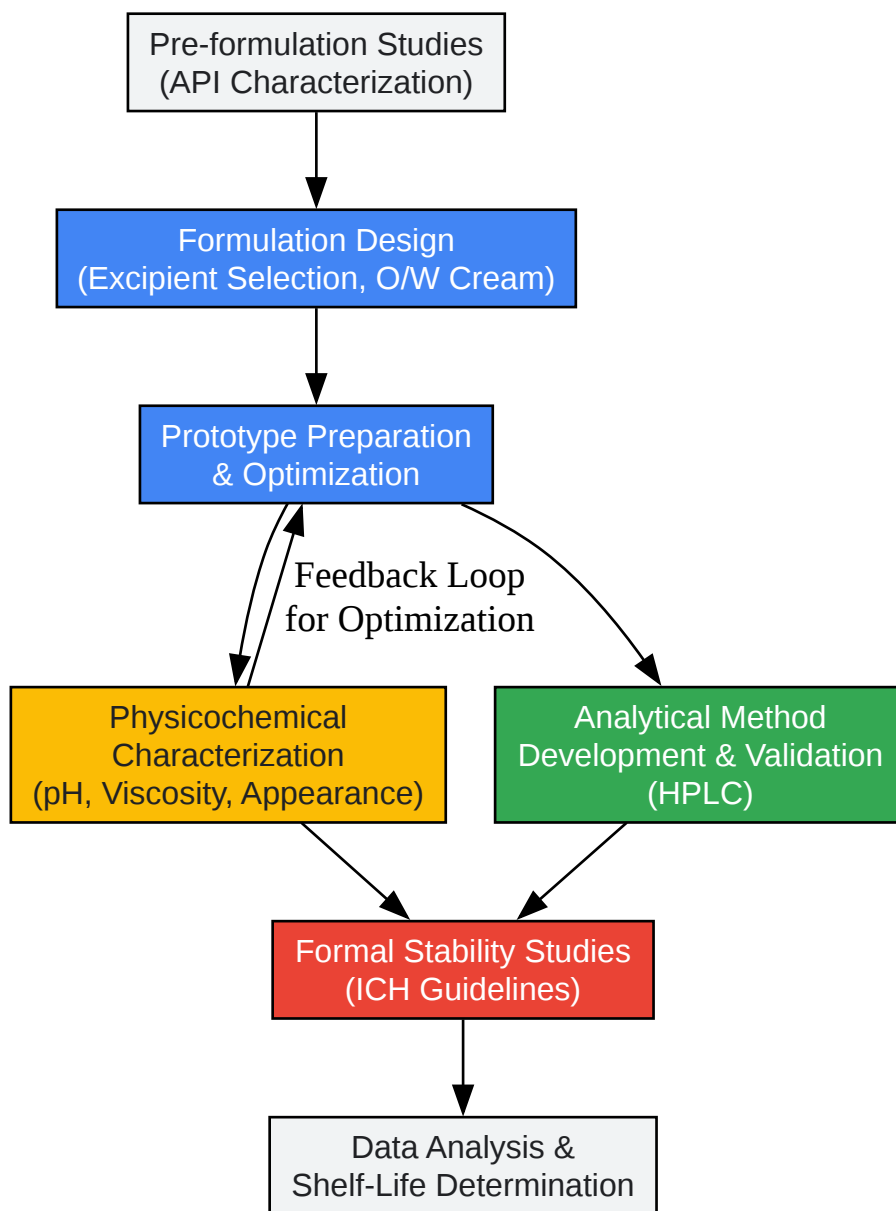 Pre-formulation Studies
(API Characterization)
Formulation Design
(Excipient Selection, O/W Cream)
Prototype Preparation
& Optimization
Feedback Loop
for Optimization
Physicochemical
Characterization
(pH, Viscosity, Appearance)
Analytical Method
Development & Validation
(HPLC)
Formal Stability Studies
(ICH Guidelines)
Data Analysis &
Shelf-Life Determination